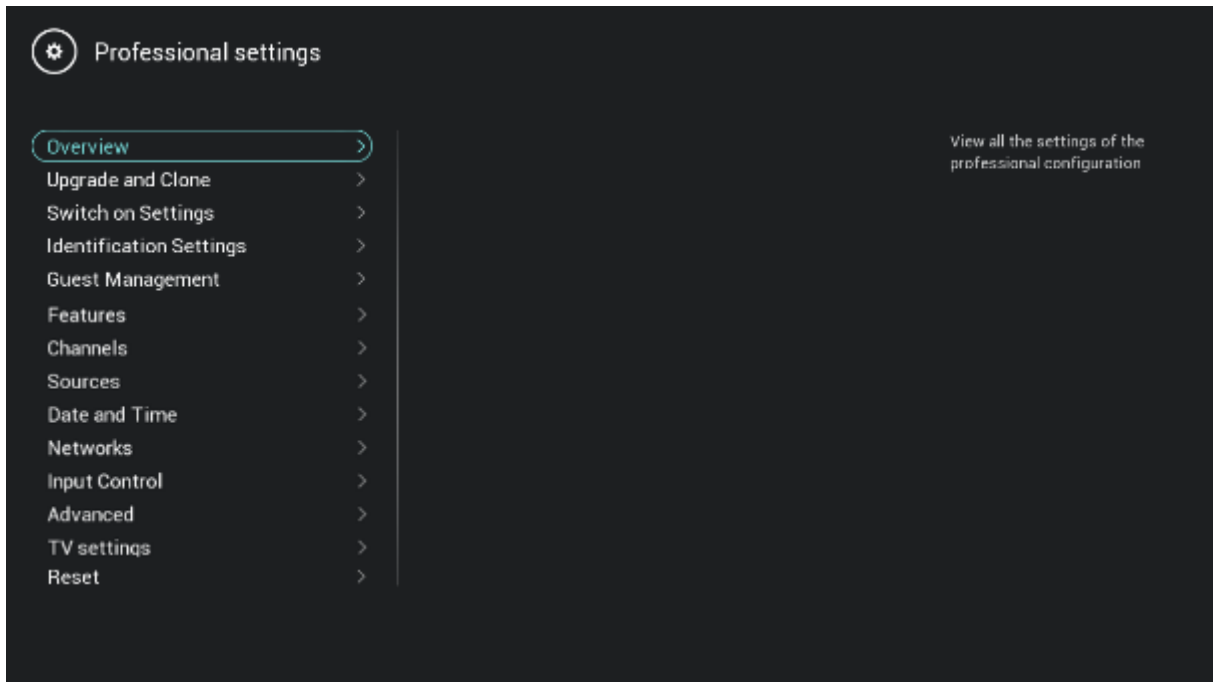 Professional settings
Overview
View all the settings of the
professional configuration
Upgrade and Clone
Switch on Settings
Identification Settings
Guest Management
Features
Channels
Sources
Date and Time
Networks
Input Control
Advanced
TV settings
Reset